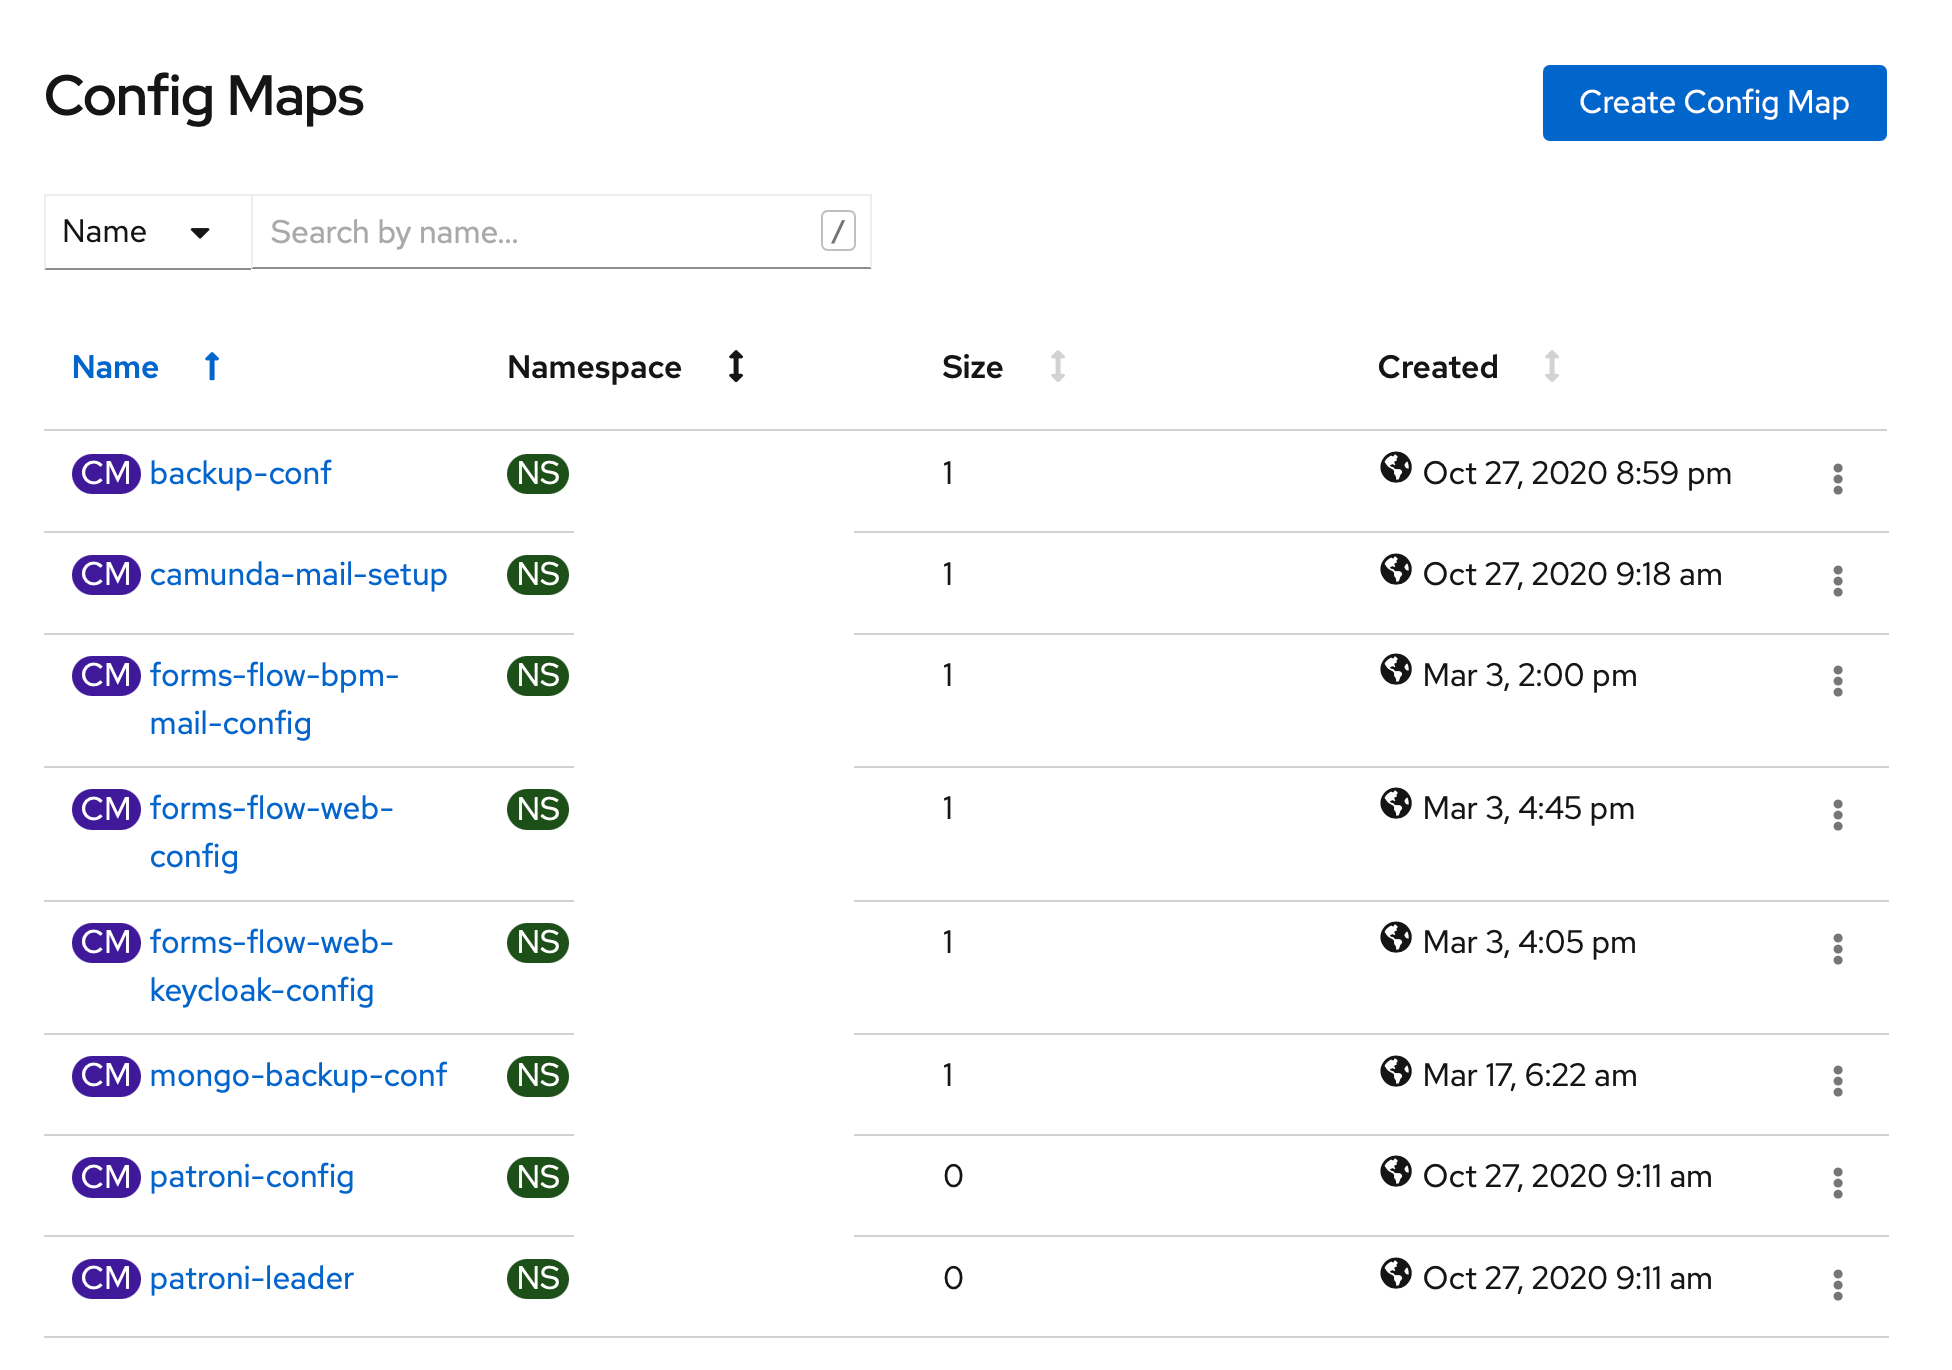 Config Maps
Create Config Map
Name
Search by name...
/
Name Namespace Size Created
CM backup-conf NS 1 Oct 27, 2020 8:59 pm
CM camunda-mail-setup NS 1 Oct 27, 2020 9:18 am
CM forms-flow-bpm- NS 1 Mar 3, 2:00 pm
mail-config
CM forms-flow-web- NS 1 Mar 3, 4:45 pm
config
CM forms-flow-web- NS 1 Mar 3, 4:05 pm
keycloak-config
CM mongo-backup-conf NS 1 Mar 17, 6:22 am
CM patroni-config NS 0 Oct 27, 2020 9:11 am
CM patroni-leader NS 0 Oct 27, 2020 9:11 am